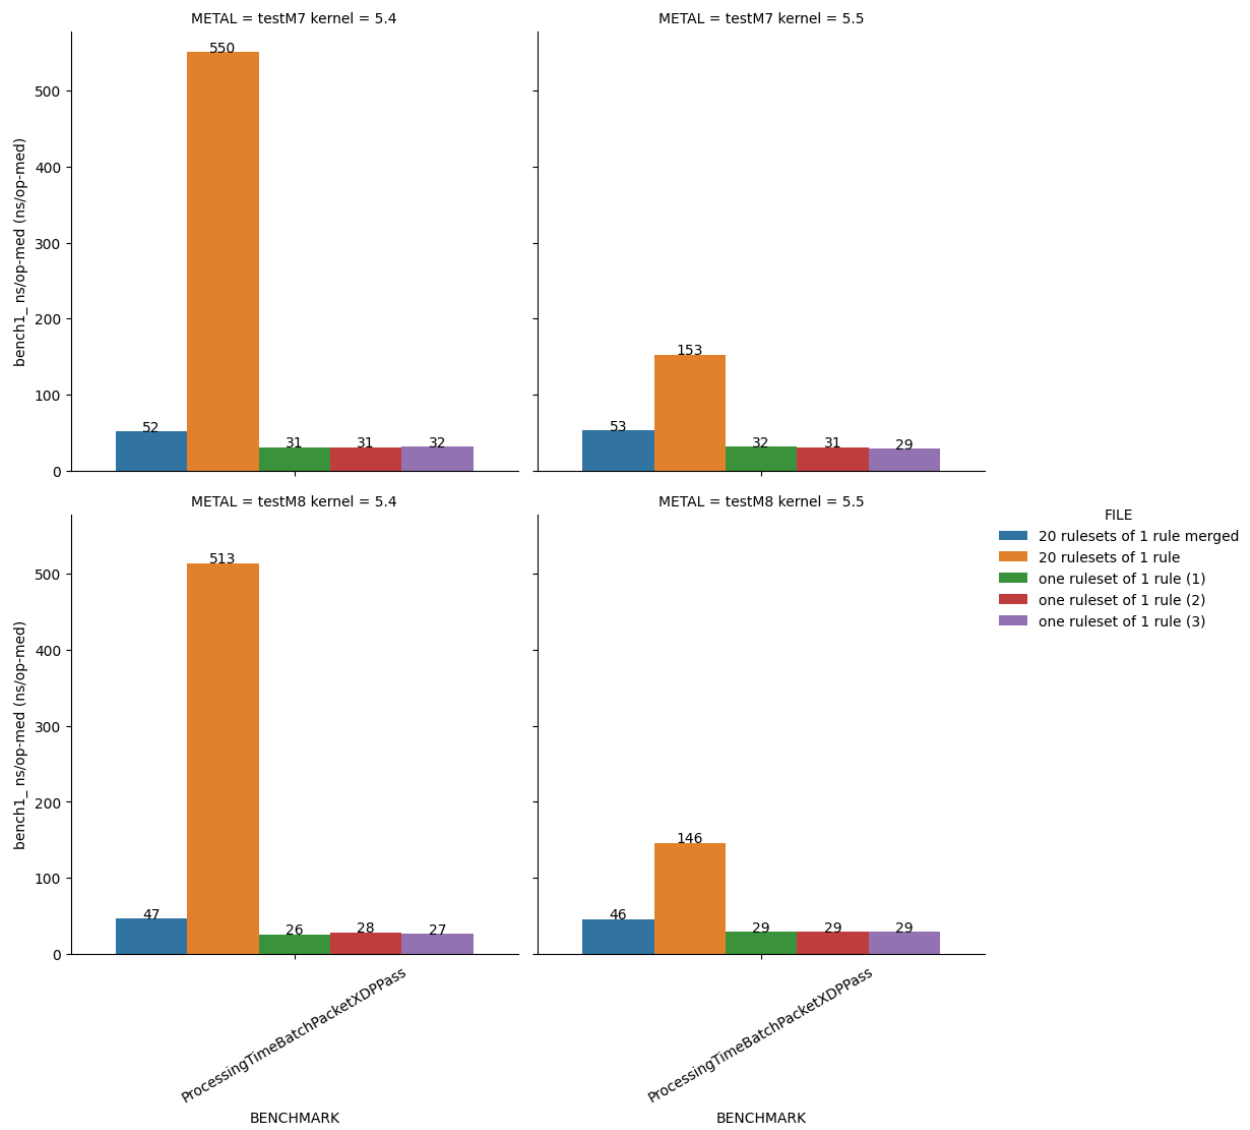 METAL = testM7 kernel = 5.4
METAL = testM7 kernel = 5.5
bench1_ ns/op-med (ns/op-med)
500
400
300
200
100
0
550
52
31
31
32
153
53
32
31
29
METAL = testM8 kernel = 5.4
METAL = testM8 kernel = 5.5
bench1_ ns/op-med (ns/op-med)
500
400
300
200
100
0
513
47
26
28
27
146
46
29
29
29
FILE
20 rulesets of 1 rule merged
20 rulesets of 1 rule
one ruleset of 1 rule (1)
one ruleset of 1 rule (2)
one ruleset of 1 rule (3)
ProcessingTimeBatchPacketXDPPass
ProcessingTimeBatchPacketXDPPass
BENCHMARK
BENCHMARK